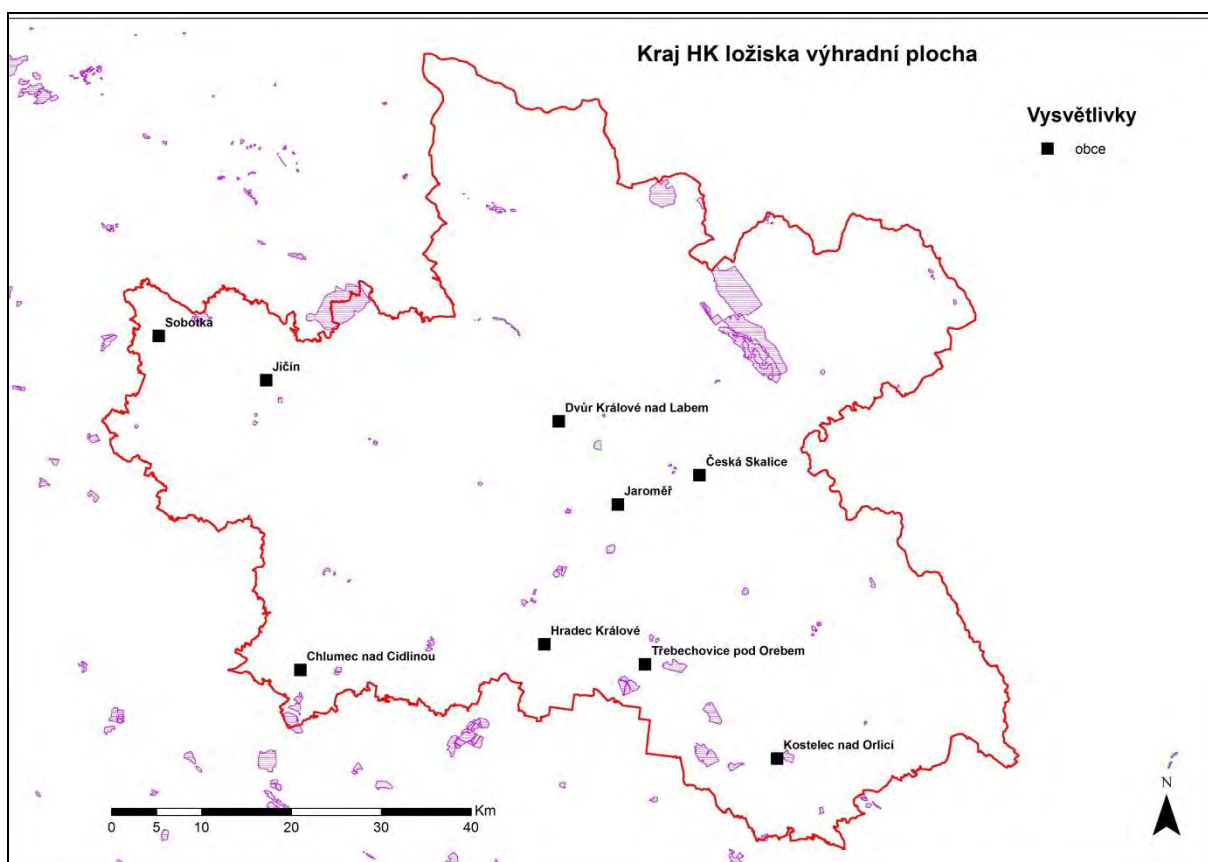 Kraj HK ložiska výhradní plocha
Vysvětlivky
obce
Sobotka
Jičín
Dvůr Králové nad Labem
Česká Skalice
Jaroměř
Hradec Králové
Třebechovice pod Orebem
Chlumec nad Cidlinou
Kostelec nad Orlicí
Km
0 5 10 20 30 40
N